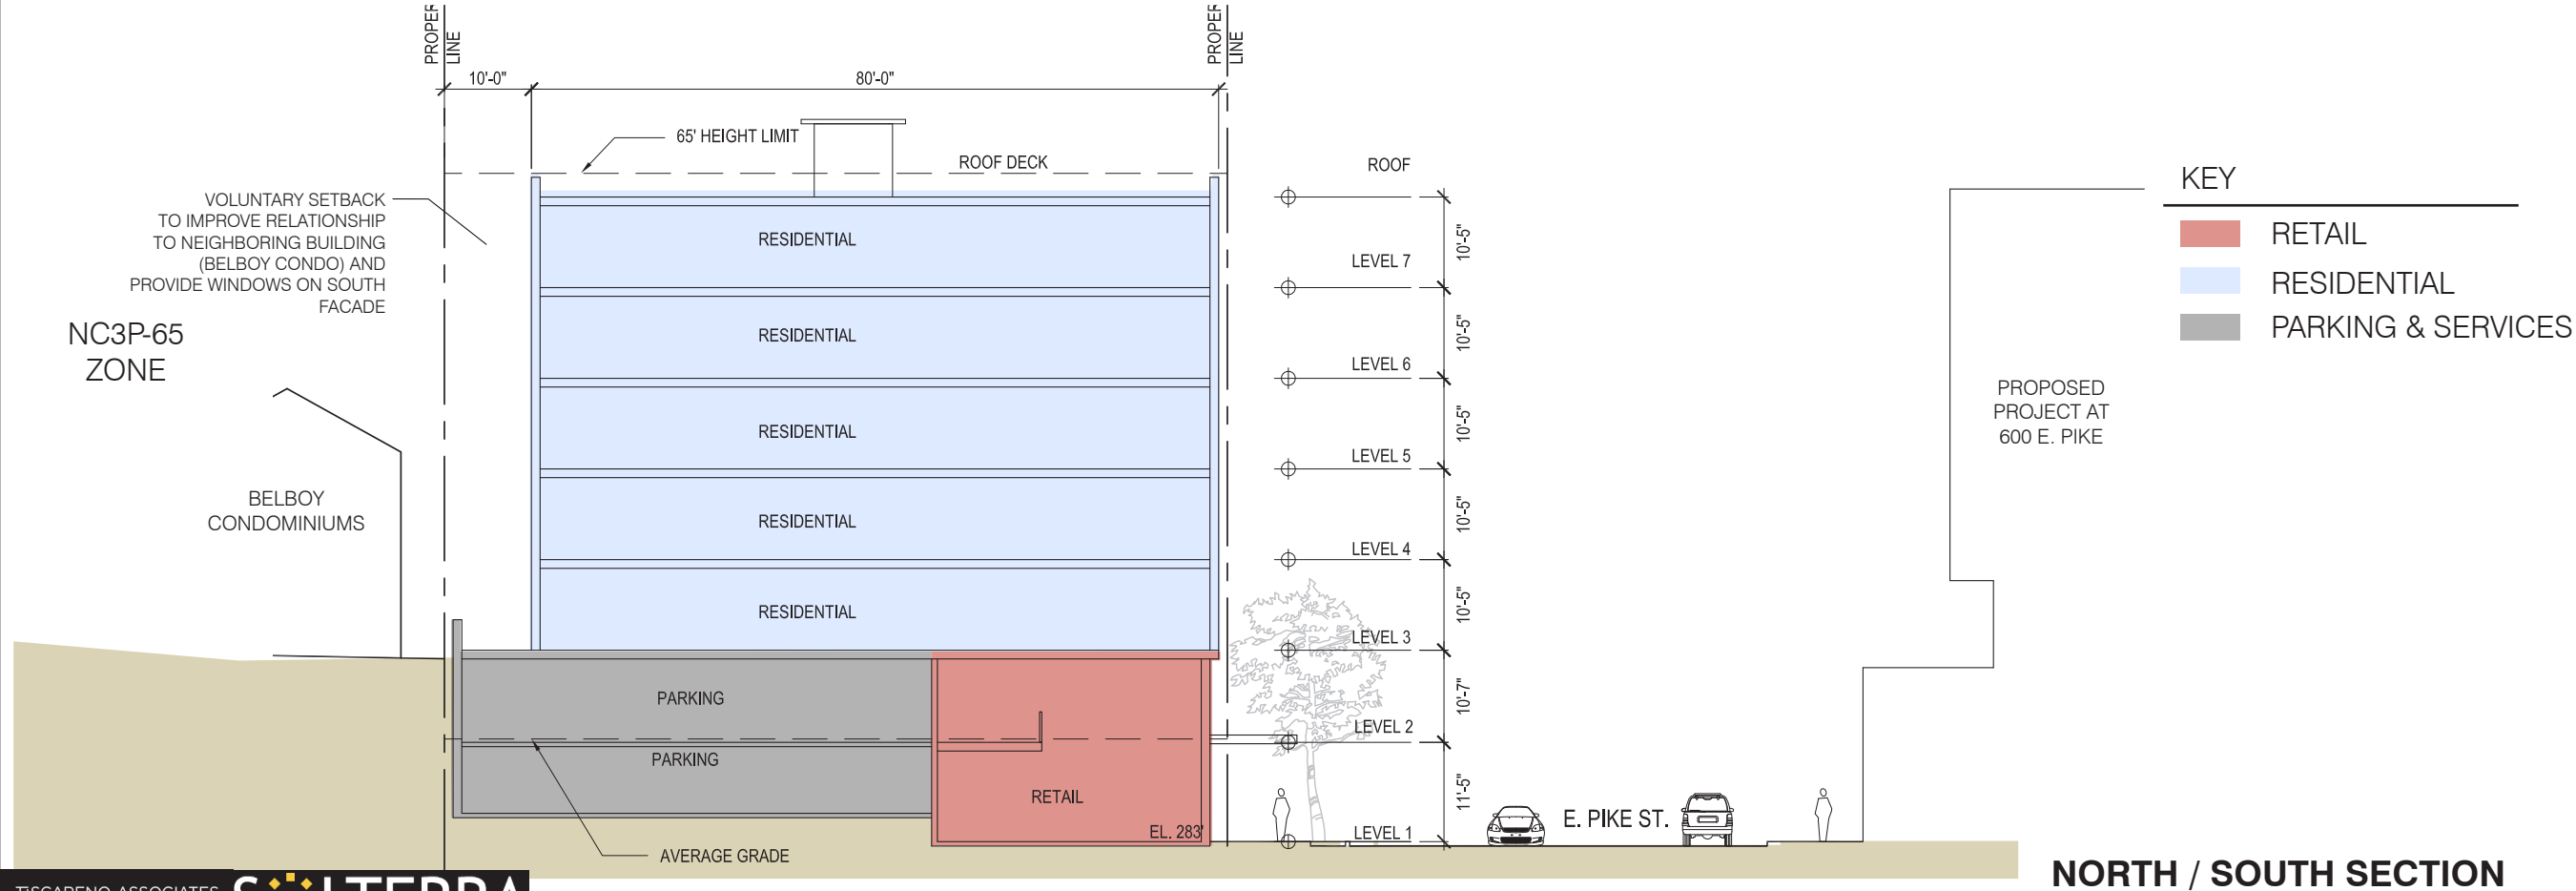 PROPER
LINE
PROPER
LINE
10'-0"
80'-0"
65' HEIGHT LIMIT
ROOF DECK
ROOF
KEY
RETAIL
RESIDENTIAL
PARKING & SERVICES
VOLUNTARY SETBACK
TO IMPROVE RELATIONSHIP
TO NEIGHBORING BUILDING
(BELBOY CONDO) AND
PROVIDE WINDOWS ON SOUTH
FACADE
NC3P-65
ZONE
BELBOY
CONDOMINIUMS
RESIDENTIAL
RESIDENTIAL
RESIDENTIAL
RESIDENTIAL
RESIDENTIAL
PARKING
PARKING
RETAIL
EL. 283'
AVERAGE GRADE
LEVEL 7
LEVEL 6
LEVEL 5
LEVEL 4
LEVEL 3
LEVEL 2
LEVEL 1
10'-5"
10'-5"
10'-5"
10'-5"
10'-5"
10'-7"
11'-5"
E. PIKE ST.
PROPOSED
PROJECT AT
600 E. PIKE
NORTH / SOUTH SECTION